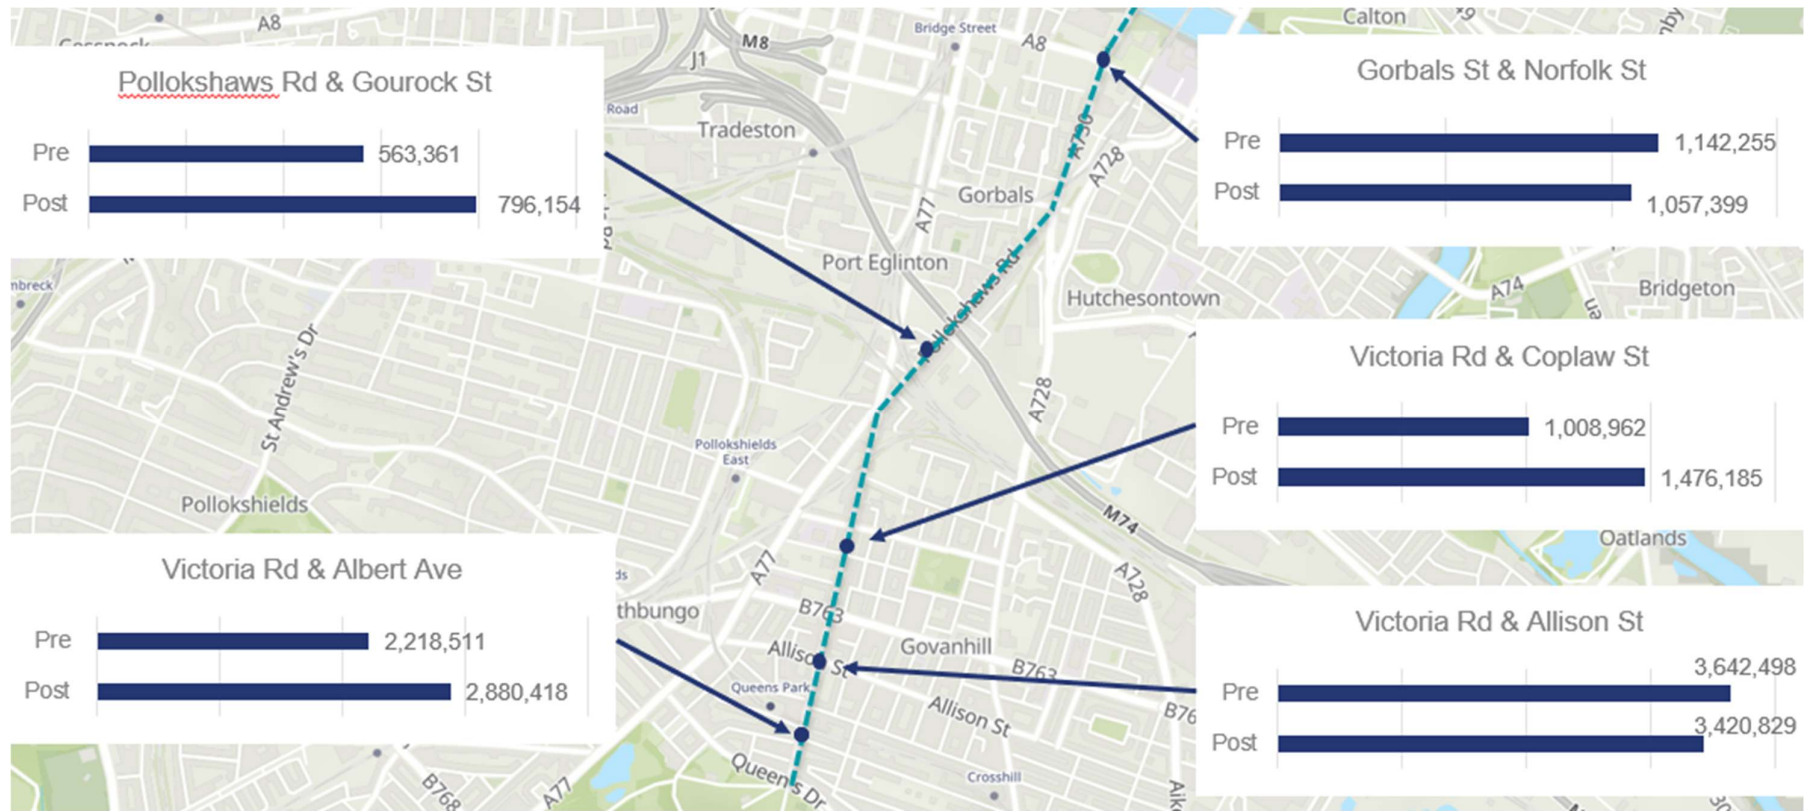 A8
M8
J1
Bridge Street
A8
Calton
Pollokshaws Rd & Gourock St
Pre
563,361
Post
796,154
Gorbals St & Norfolk St
Pre
1,142,255
Post
1,057,399
Road
Tradeston
A730
A728
Gorbals
A77
Port Eglinton
Pollokshaws Rd
Hutchesontown
A74
Bridgeton
St Andrew's Dr
Victoria Rd & Coplaw St
Pre
1,008,962
Post
1,476,185
A728
Pollokshields
East
Pollokshields
M74
Oatlands
A77
A728
Victoria Rd & Albert Ave
Pre
2,218,511
Post
2,880,418
B763
Allison St
Govanhill
B763
Queens Park
Allison St
Victoria Rd & Allison St
Pre
3,642,498
Post
3,420,829
Queen's Dr
Crosshill
B768
A77